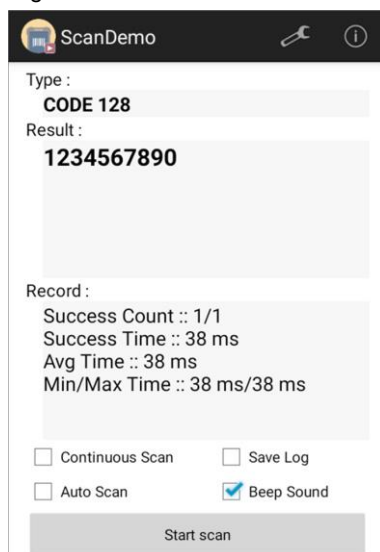 ScanDemo
Type :
CODE 128
Result :
1234567890
Record :
Success Count :: 1/1
Success Time :: 38 ms
Avg Time :: 38 ms
Min/Max Time :: 38 ms/38 ms
Continuous Scan Save Log
Auto Scan Beep Sound
Start scan